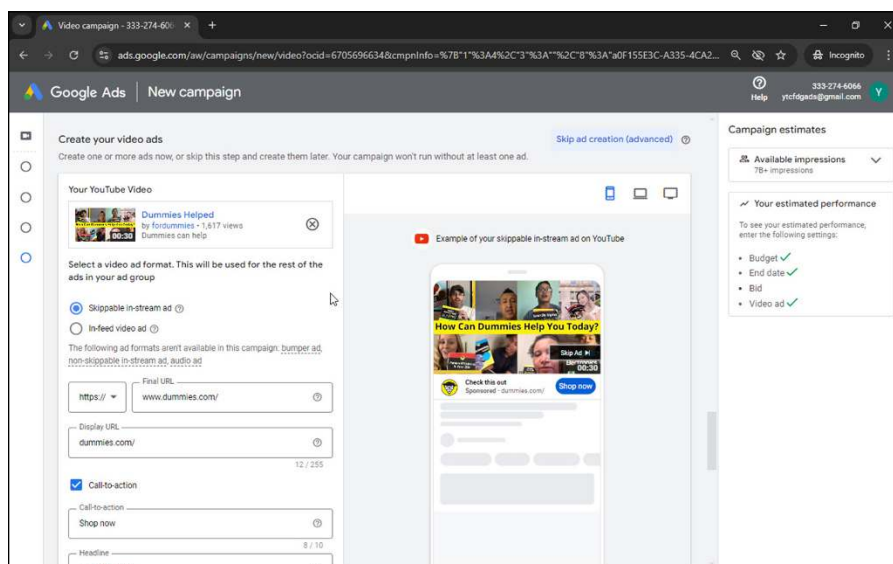 Video campaign - 333-274-606
ads.google.com/aw/campaigns/new/video?ocid=6705696634&cmpnInfo=%7B"1"%3A4%2C"3"%3A""%2C"8"%3A"a0F155E3C-A335-4CA2...
Incognito
Google Ads
New campaign
Help
333-274-6066
ytcfdgads@gmail.com
Y
Create your video ads
Skip ad creation (advanced)
Create one or more ads now, or skip this step and create them later. Your campaign won't run without at least one ad.
Your YouTube Video
Dummies Helped
by fordummies • 1,617 views
Dummies can help
00:30
Select a video ad format. This will be used for the rest of the
ads in your ad group
Skippable in-stream ad
In-feed video ad
The following ad formats aren't available in this campaign: bumper ad,
non-skippable in-stream ad, audio ad
Final URL
https://
www.dummies.com/
Display URL
dummies.com/
12 / 255
Call-to-action
Call-to-action
Shop now
8 / 10
Headline
Example of your skippable in-stream ad on YouTube
How Can Dummies Help You Today?
Skip Ad
00:30
Check this out
Sponsored · dummies.com/
Shop now
Campaign estimates
Available impressions
7B+ impressions
Your estimated performance
To see your estimated performance,
enter the following settings:
• Budget
• End date
• Bid
• Video ad